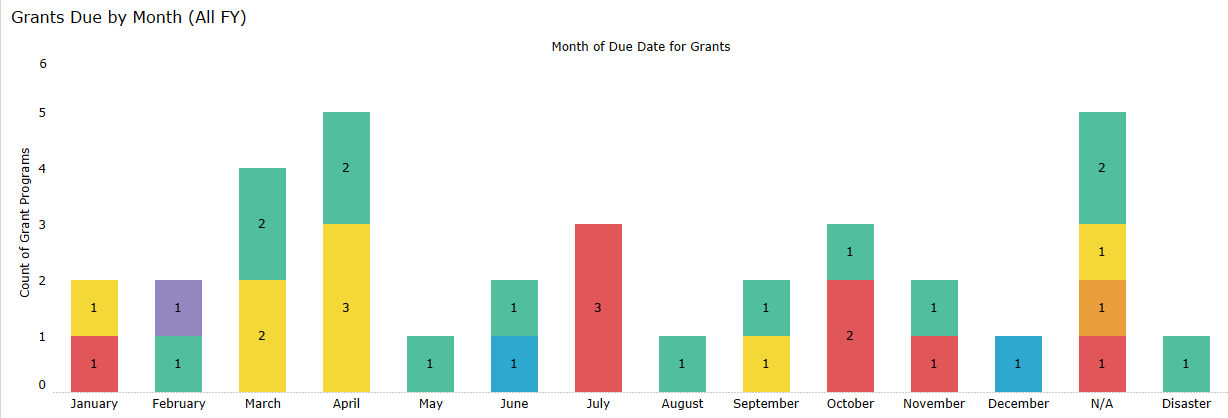 Grants Due by Month (All FY)
Month of Due Date for Grants
Count of Grant Programs
6
5
4
3
2
1
0
1
1
1
1
2
2
2
3
1
1
1
3
1
1
1
1
2
1
1
1
2
1
1
1
1
January
February
March
April
May
June
July
August
September
October
November
December
N/A
Disaster